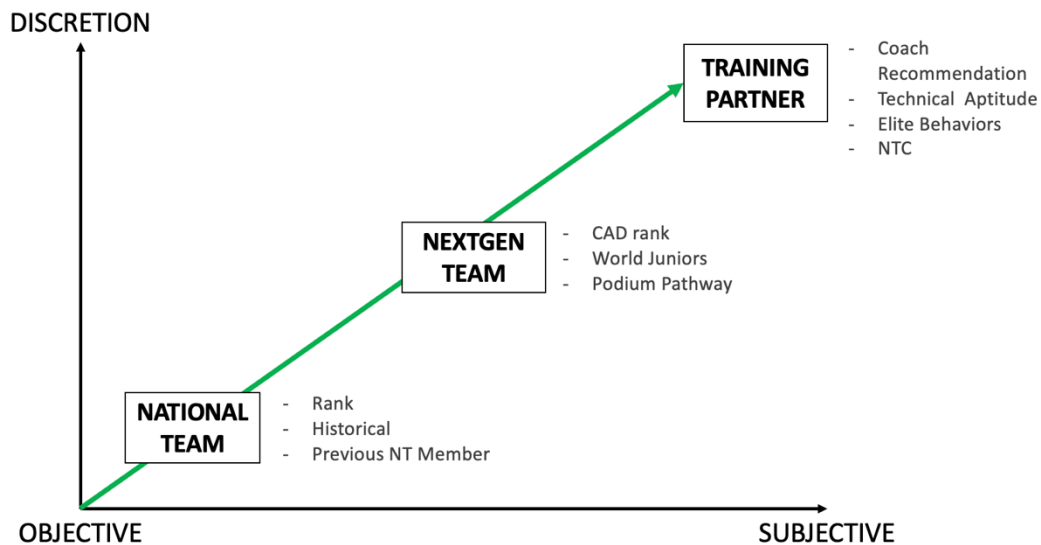 DISCRETION
TRAINING
PARTNER
- Coach
Recommendation
- Technical Aptitude
- Elite Behaviors
- NTC
NEXTGEN
TEAM
- CAD rank
- World Juniors
- Podium Pathway
NATIONAL
TEAM
- Rank
- Historical
- Previous NT Member
OBJECTIVE
SUBJECTIVE